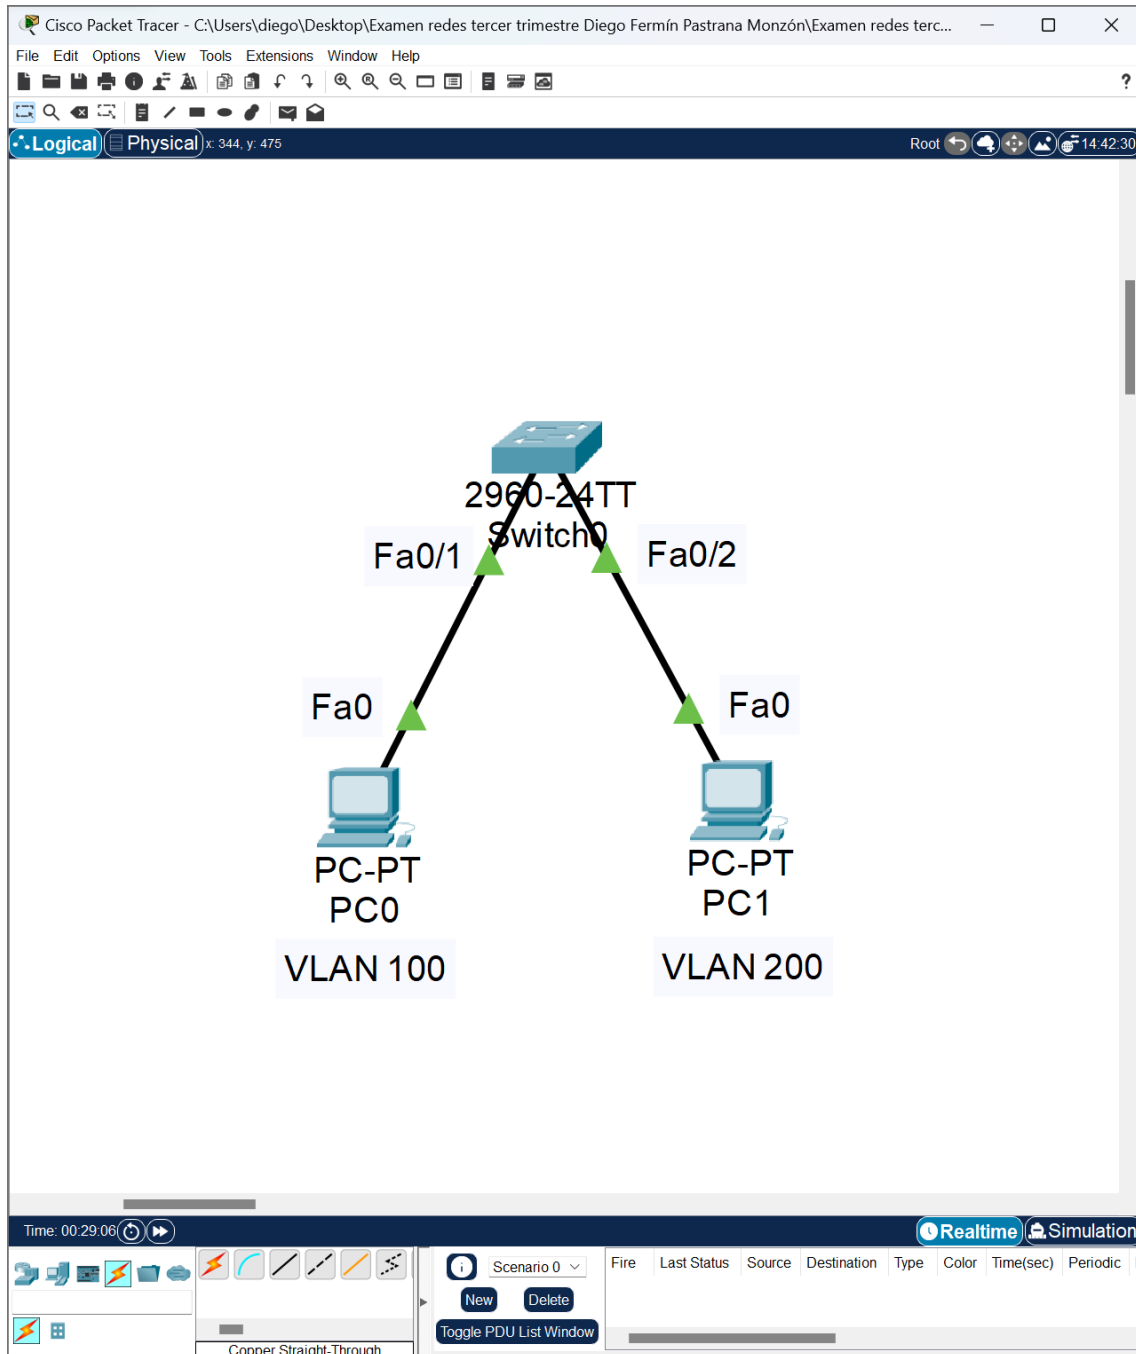 Cisco Packet Tracer - C:\Users\diego\Desktop\Examen redes tercer trimestre Diego Fermín Pastrana Monzón\Examen redes terc...
File Edit Options View Tools Extensions Window Help
?
Logical Physical x: 344, y: 475 Root 14:42:30
2960-24TT
Switch0
Fa0/1 Fa0/2
Fa0 Fa0
PC-PT PC-PT
PC0 PC1
VLAN 100 VLAN 200
Time: 00:29:06 Realtime Simulation
Scenario 0 Fire Last Status Source Destination Type Color Time(sec) Periodic
New Delete
Toggle PDU List Window
Copper Straight-Through